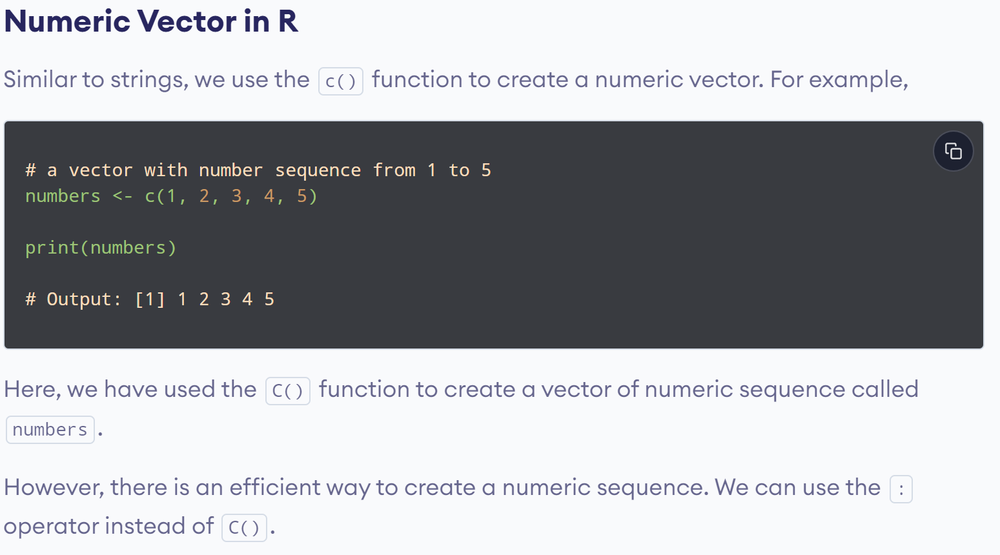 Numeric Vector in R
Similar to strings, we use the c() function to create a numeric vector. For example,
# a vector with number sequence from 1 to 5
numbers <- c(1, 2, 3, 4, 5)
print(numbers)
# Output: [1] 1 2 3 4 5
Here, we have used the C() function to create a vector of numeric sequence called
numbers.
However, there is an efficient way to create a numeric sequence. We can use the :
operator instead of C().